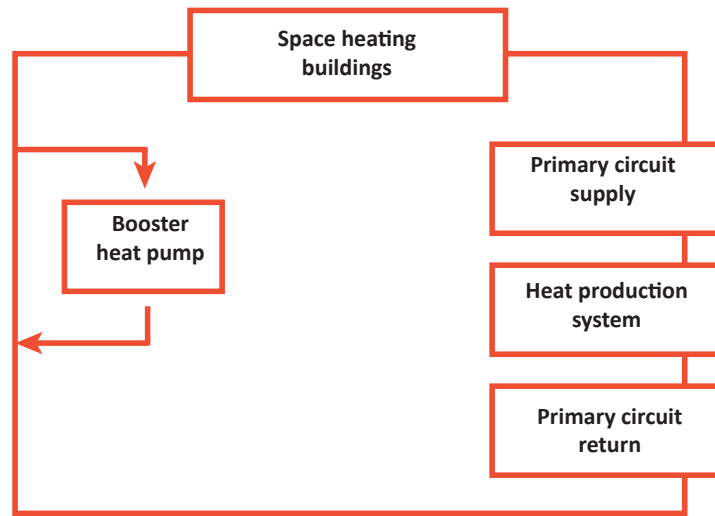 Space heating
buildings
Primary circuit
supply
Booster
heat pump
Heat production
system
Primary circuit
return